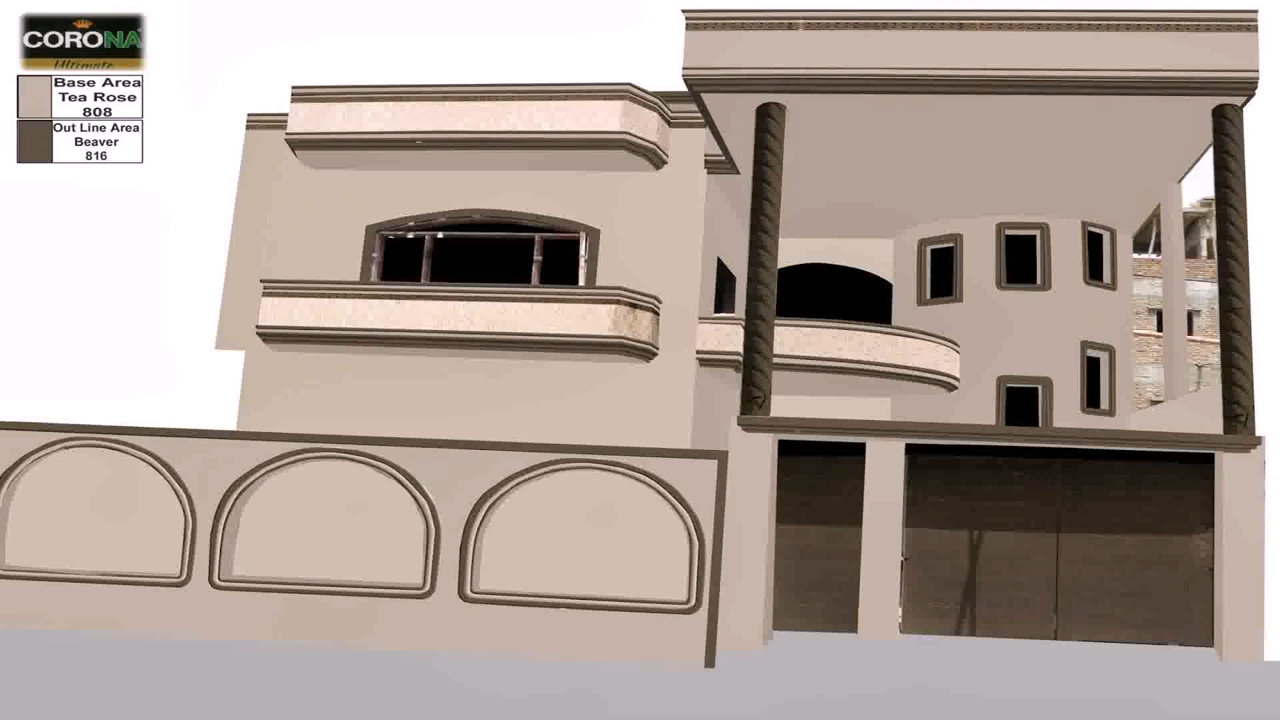 CORONA
Ultimate
Base Area
Tea Rose
808
Out Line Area
Beaver
816